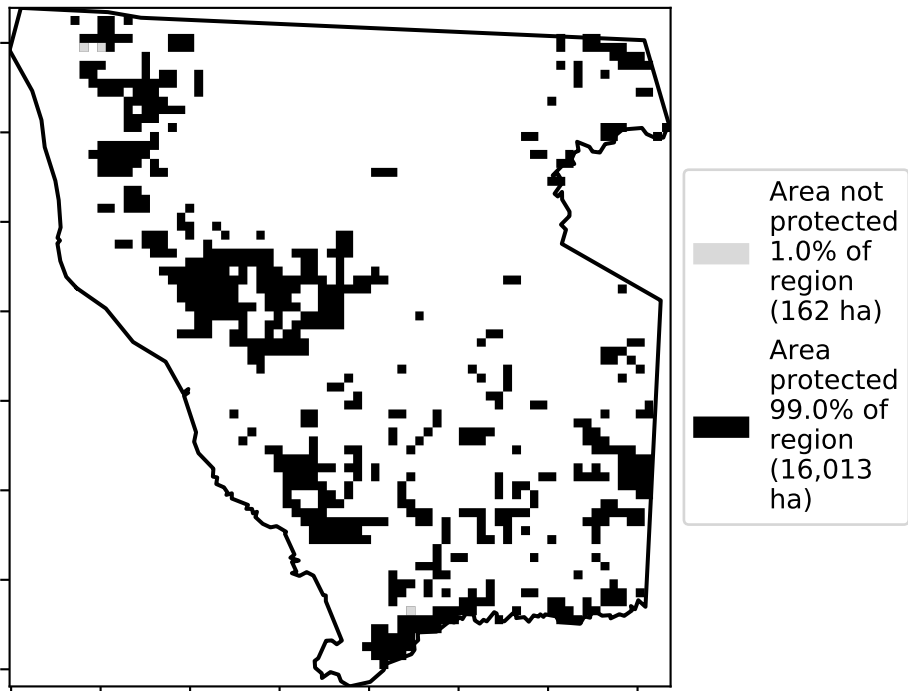 Area not
protected
1.0% of
region
(162 ha)
Area
protected
99.0% of
region
(16,013
ha)